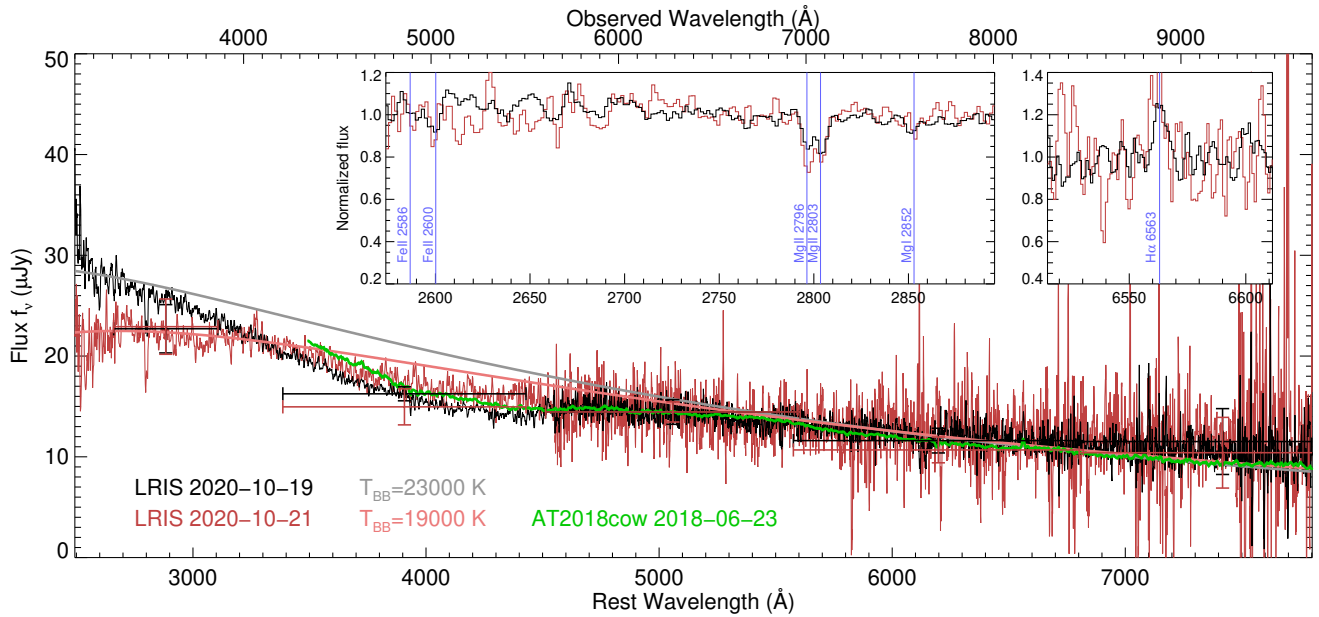 Observed Wavelength (Å)
4000 5000 6000 7000 8000 9000
50
40
30
20
10
0
Flux fν (μJy)
1.2
1.0
0.8
0.6
0.4
0.2
Normalized flux
FeII 2586
FeII 2600
MgII 2796
MgII 2803
MgI 2852
2600 2650 2700 2750 2800 2850
1.4
1.2
1.0
0.8
0.6
0.4
Hα 6563
6550 6600
LRIS 2020−10−19 TBB=23000 K
LRIS 2020−10−21 TBB=19000 K AT2018cow 2018−06−23
3000 4000 5000 6000 7000
Rest Wavelength (Å)